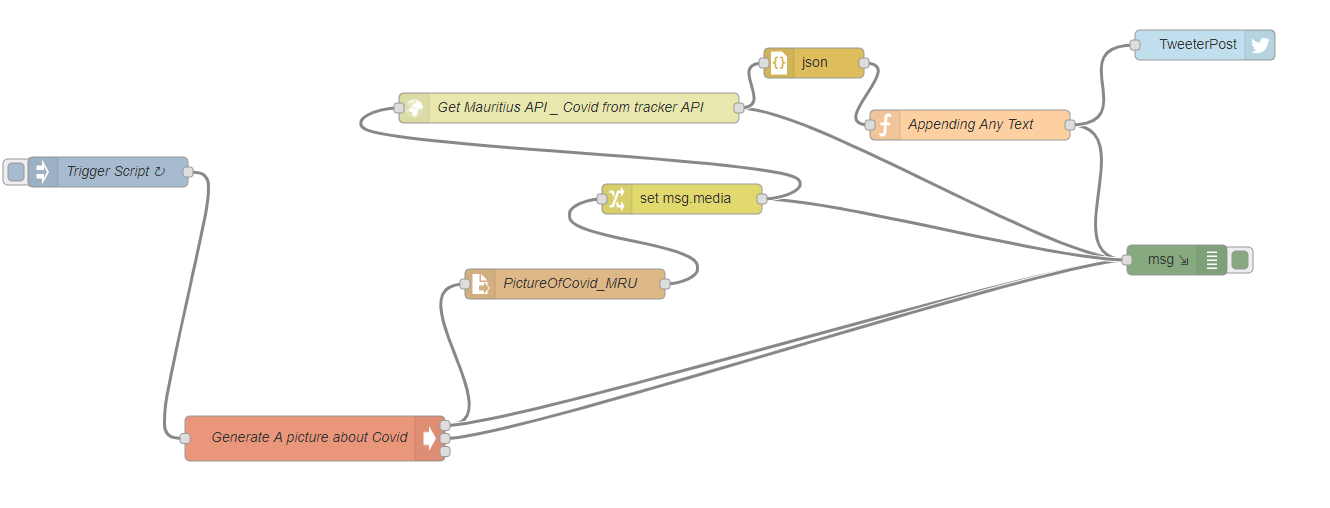 TweeterPost
json
Get Mauritius API _ Covid from tracker API
Appending Any Text
Trigger Script ↻
set msg.media
msg ⇲
PictureOfCovid_MRU
Generate A picture about Covid